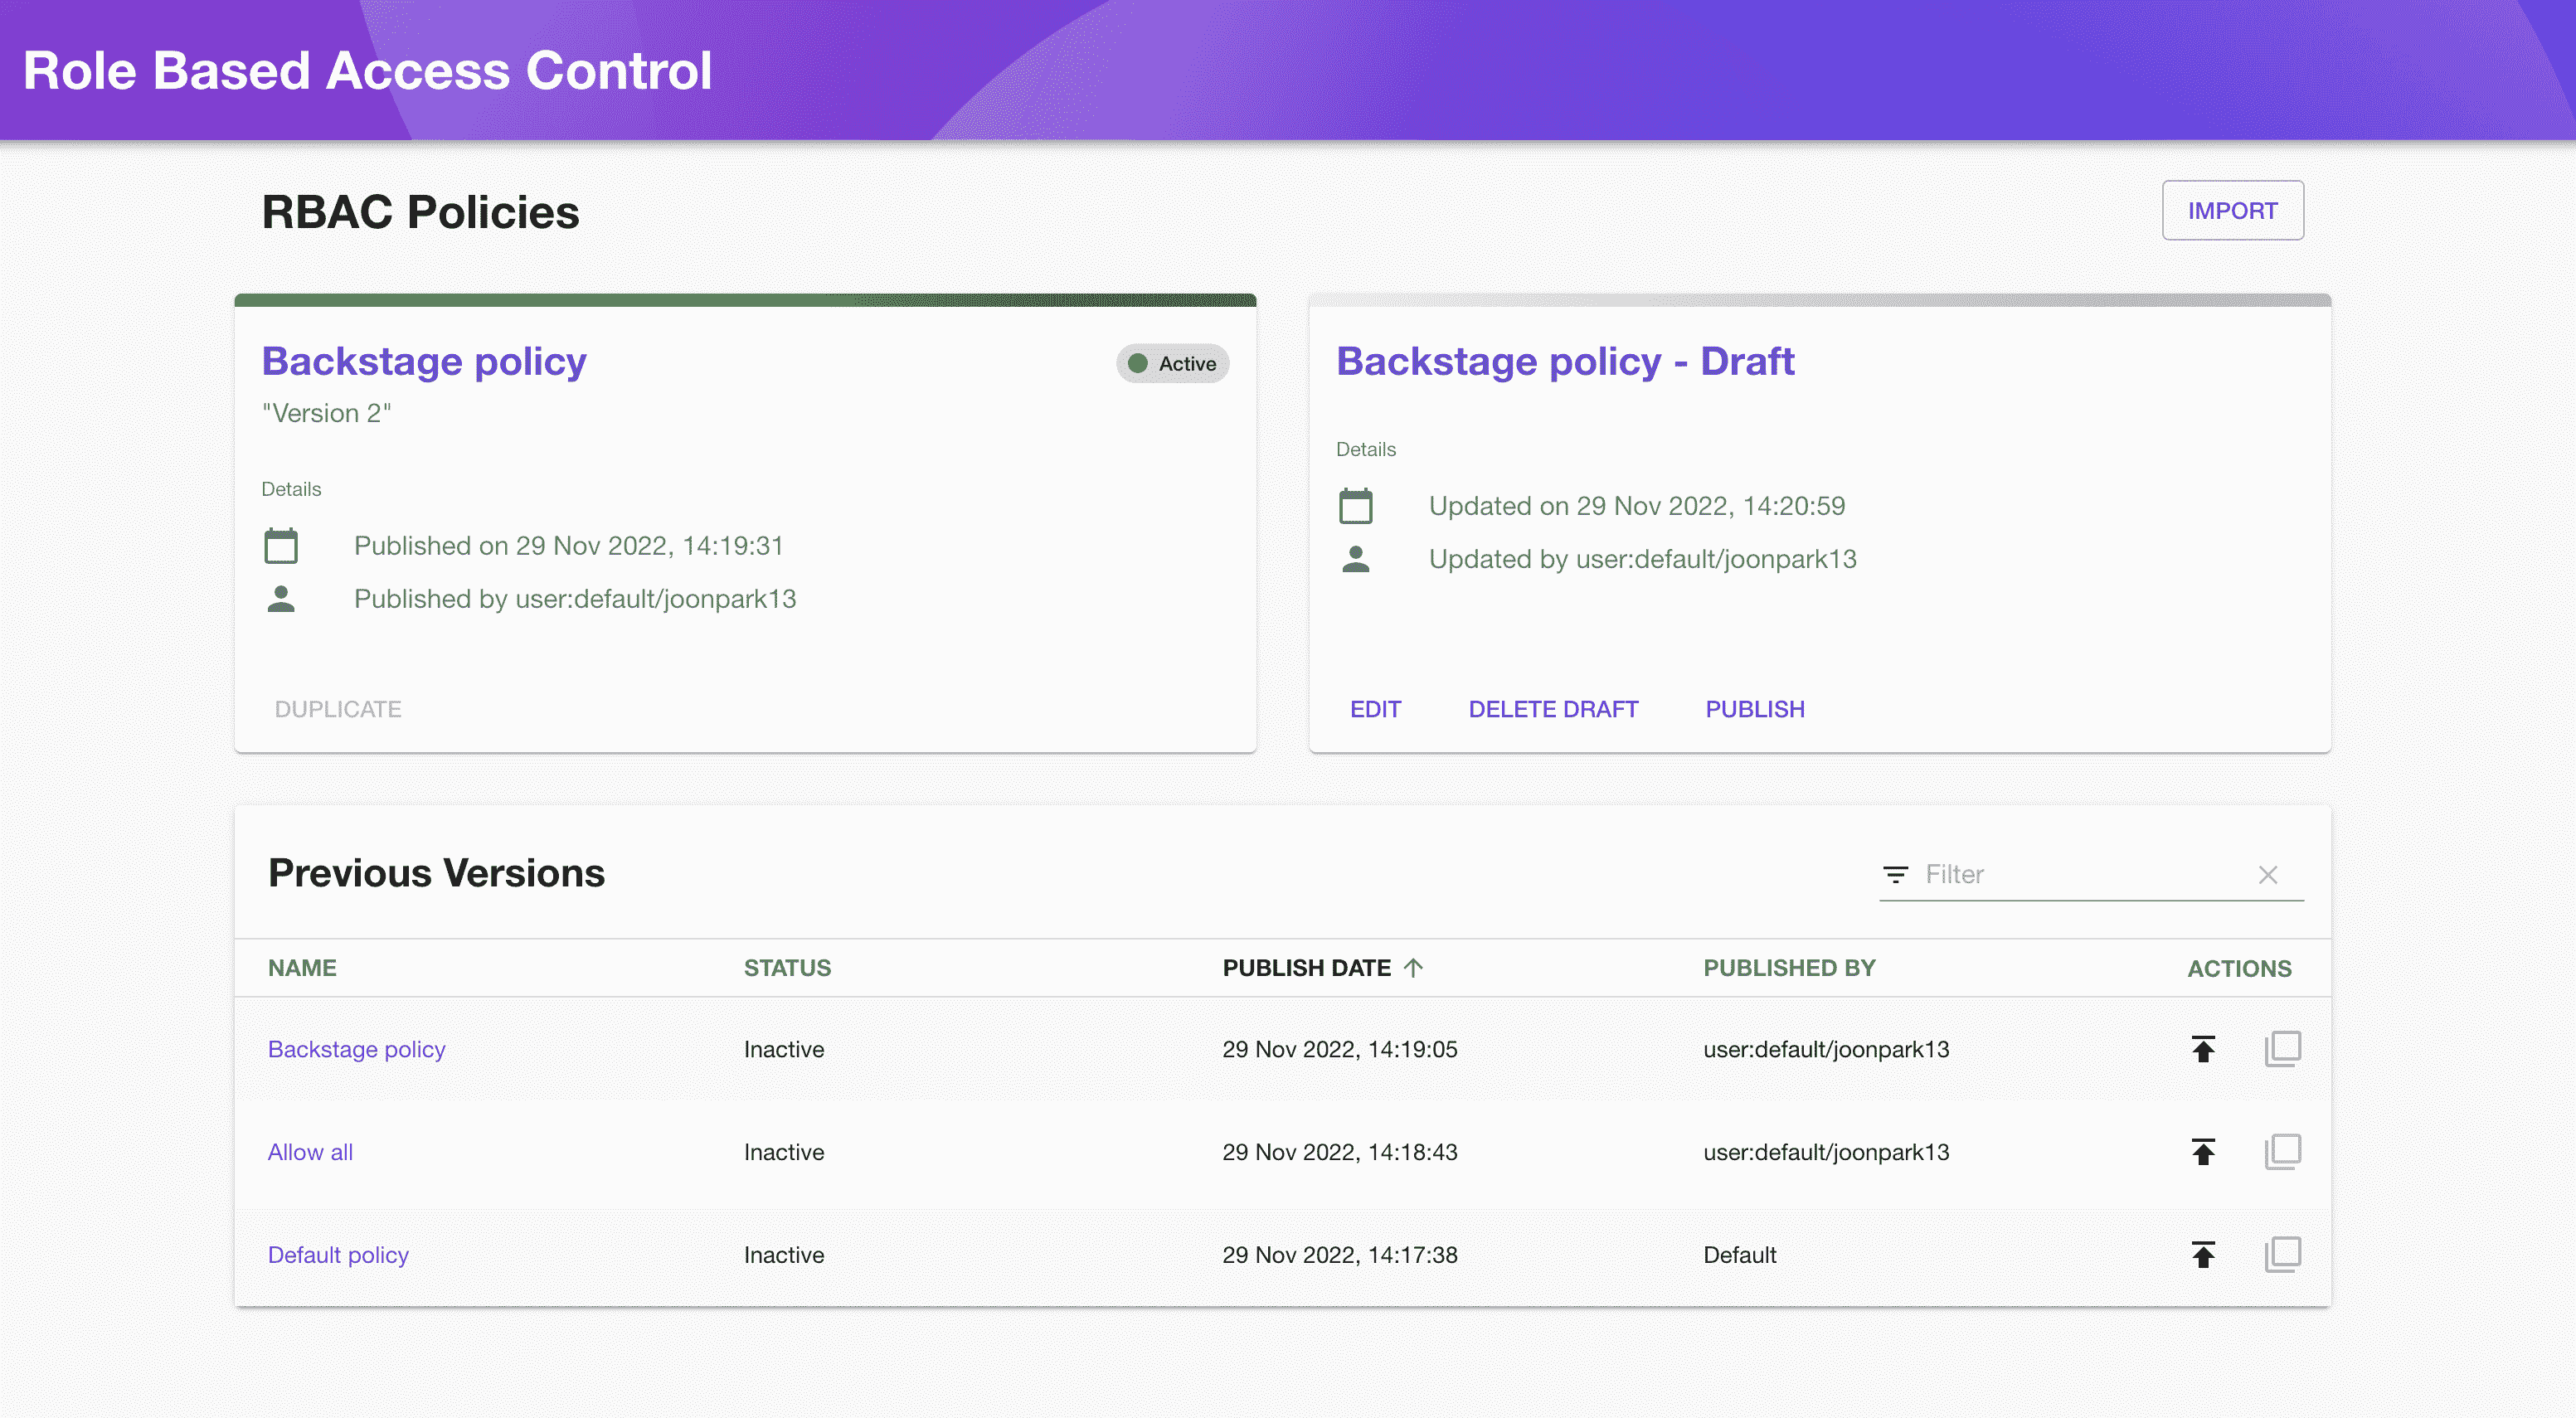 Role Based Access Control
RBAC Policies
IMPORT
Backstage policy
Active
"Version 2"
Details
Published on 29 Nov 2022, 14:19:31
Published by user:default/joonpark13
DUPLICATE
Backstage policy - Draft
Details
Updated on 29 Nov 2022, 14:20:59
Updated by user:default/joonpark13
EDIT DELETE DRAFT PUBLISH
Previous Versions
Filter
NAME STATUS PUBLISH DATE PUBLISHED BY ACTIONS
Backstage policy Inactive 29 Nov 2022, 14:19:05 user:default/joonpark13
Allow all Inactive 29 Nov 2022, 14:18:43 user:default/joonpark13
Default policy Inactive 29 Nov 2022, 14:17:38 Default